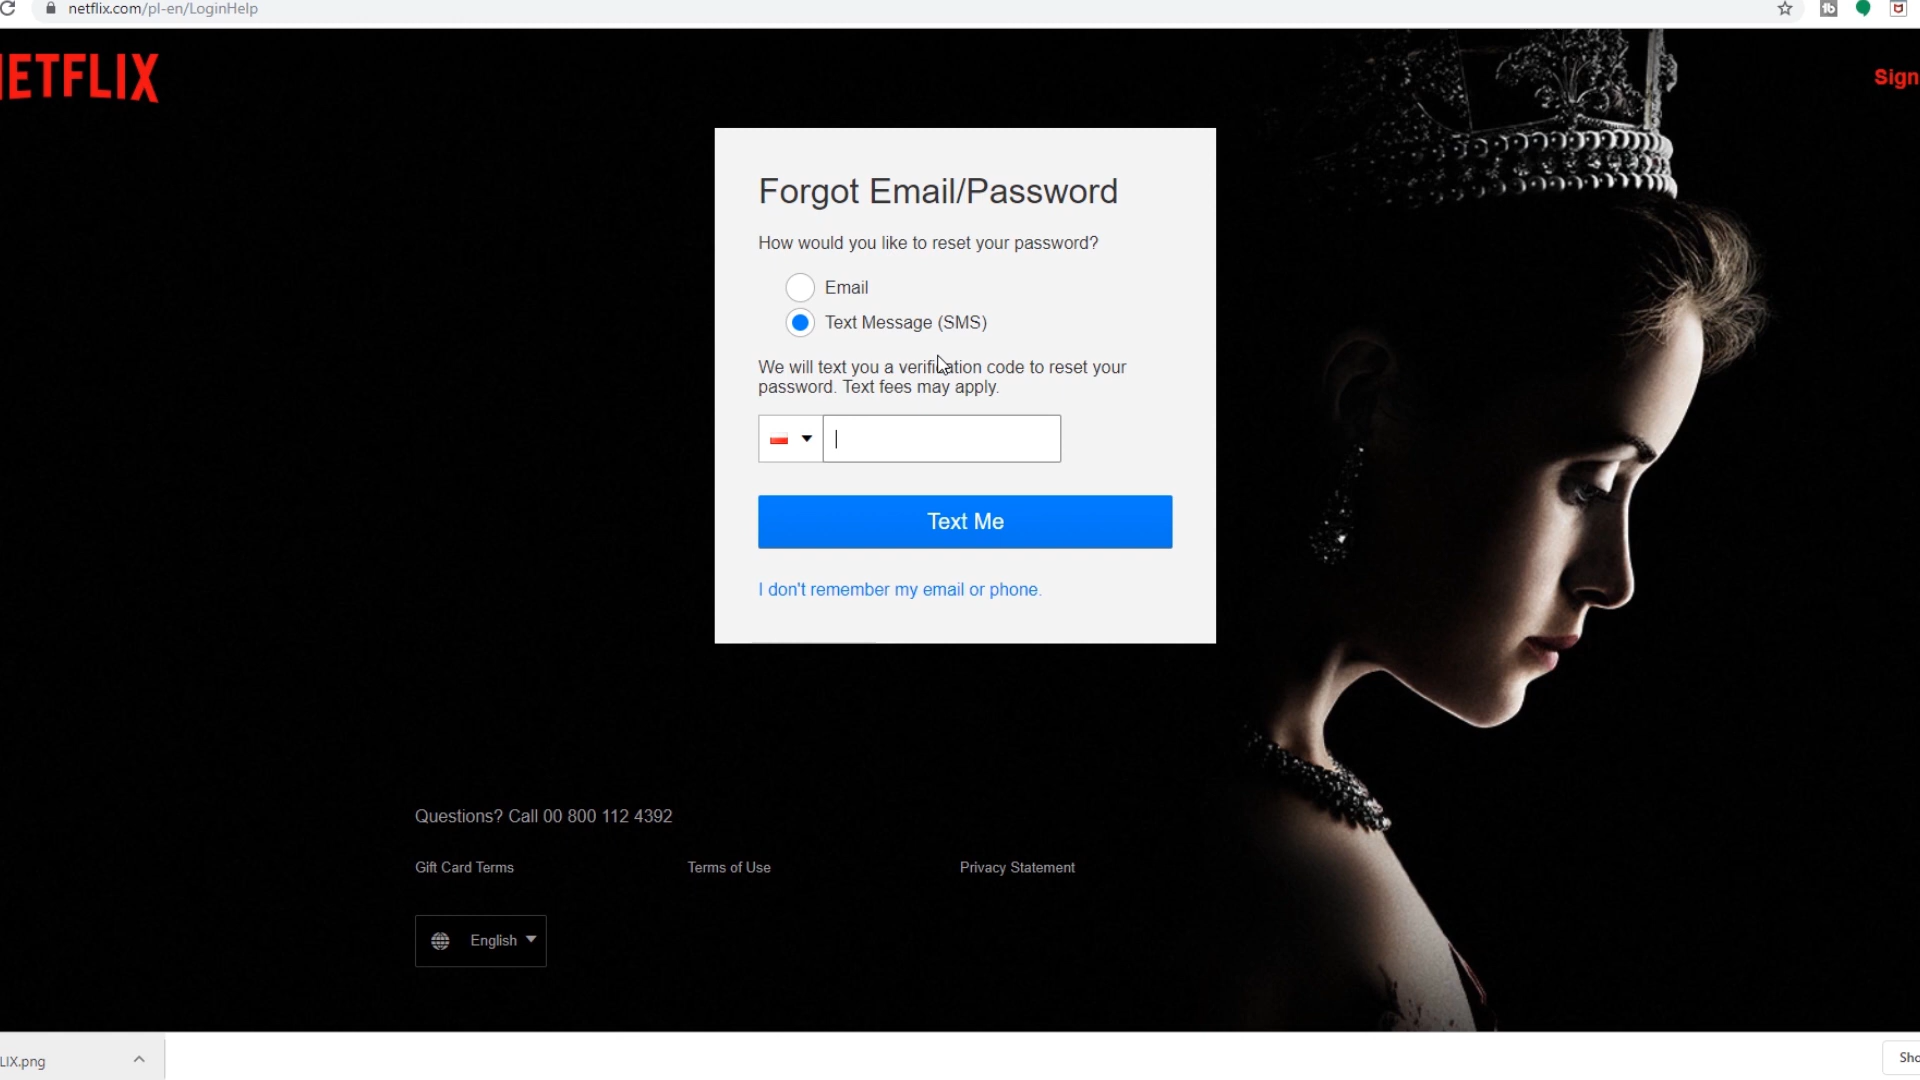 netflix.com/pl-en/LoginHelp
NETFLIX
Sign
Forgot Email/Password
How would you like to reset your password?
Email
Text Message (SMS)
We will text you a verification code to reset your
password. Text fees may apply.
Text Me
I don't remember my email or phone.
Questions? Call 00 800 112 4392
Gift Card Terms
Terms of Use
Privacy Statement
English
LIX.png
Sho